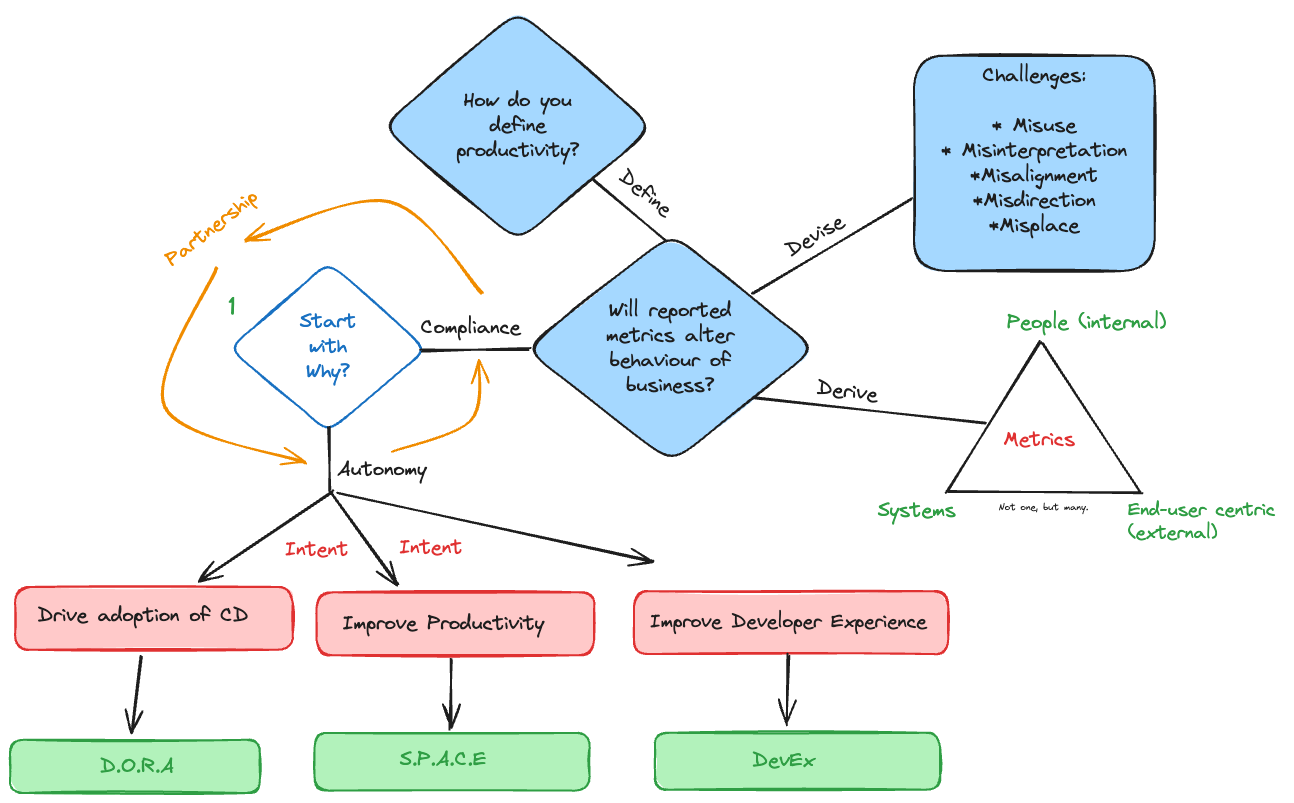 How do you
define
productivity?
Define
Devise
Challenges:
* Misuse
* Misinterpretation
*Misalignment
*Misdirection
*Misplace
Partnership
1
Start
with
Why?
Compliance
Will reported
metrics alter
behaviour of
business?
Derive
People (internal)
Metrics
Systems
Not one, but many.
End-user centric
(external)
Autonomy
Intent
Intent
Drive adoption of CD
Improve Productivity
Improve Developer Experience
D.O.R.A
S.P.A.C.E
DevEx